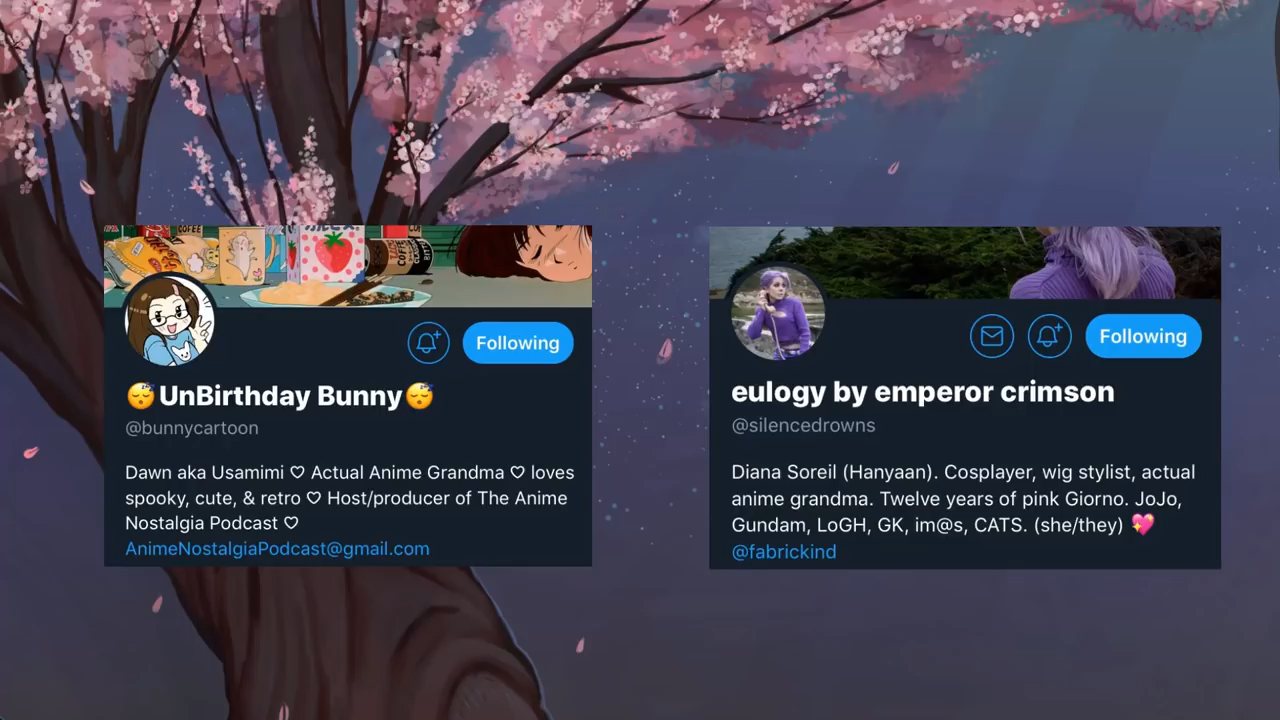 COFEE
COFFEE
😴UnBirthday Bunny😴
@bunnycartoon
Following
Dawn aka Usamimi ♡ Actual Anime Grandma ♡ loves
spooky, cute, & retro ♡ Host/producer of The Anime
Nostalgia Podcast ♡
AnimeNostalgiaPodcast@gmail.com
Following
eulogy by emperor crimson
@silencedrowns
Diana Soreil (Hanyaan). Cosplayer, wig stylist, actual
anime grandma. Twelve years of pink Giorno. JoJo,
Gundam, LoGH, GK, im@s, CATS. (she/they) 💖
@fabrickind